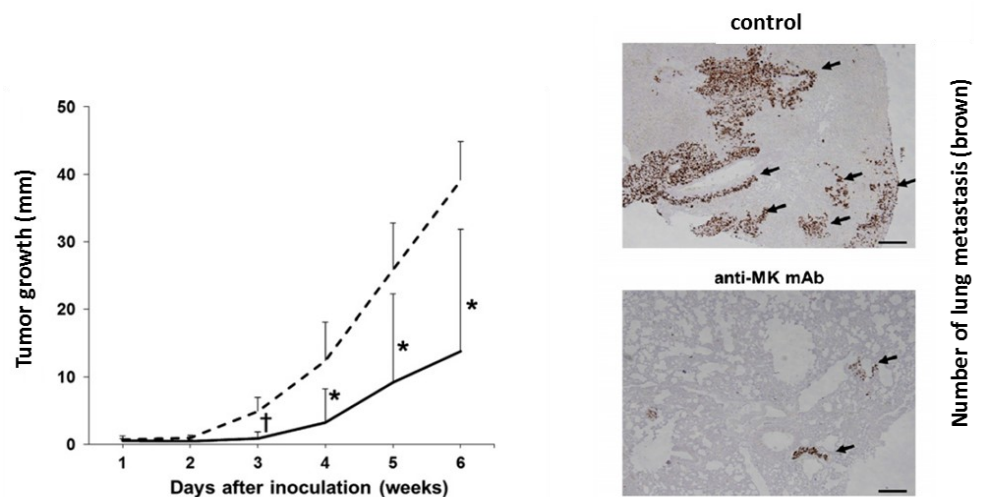 control
50
40
30
20
10
0
Tumor growth (mm)
†
*
*
*
1 2 3 4 5 6
Days after inoculation (weeks)
anti-MK mAb
Number of lung metastasis (brown)